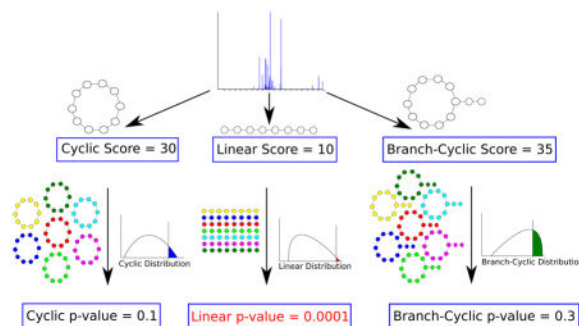 Cyclic Score = 30
Linear Score = 10
Branch-Cyclic Score = 35
Cyclic Distribution
Linear Distribution
Branch-Cyclic Distributio
Cyclic p-value = 0.1
Linear p-value = 0.0001
Branch-Cyclic p-value = 0.3